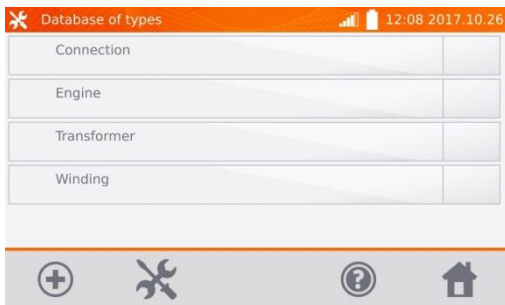 Database of types 12:08 2017.10.26
Connection
Engine
Transformer
Winding